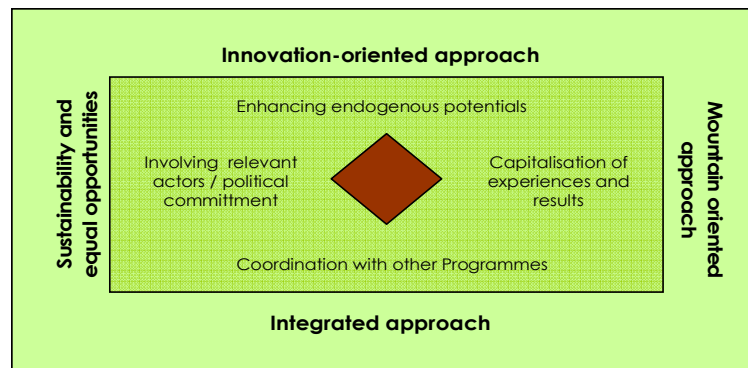 Innovation-oriented approach
Sustainability and
equal opportunities
Enhancing endogenous potentials
Involving relevant
actors / political
committment
Capitalisation of
experiences and
results
Coordination with other Programmes
Mountain oriented
approach
Integrated approach